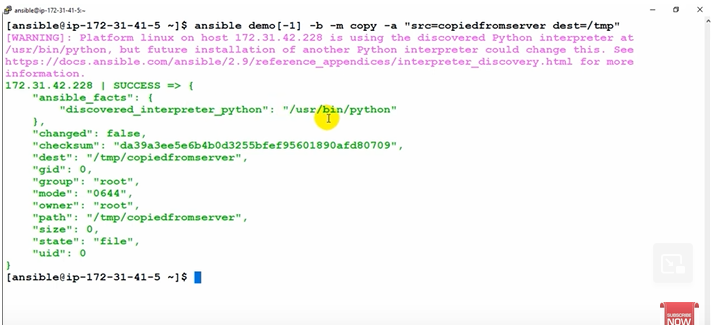 ansible@ip-172-31-41-5:~
[ansible@ip-172-31-41-5 ~]$ ansible demo[-1] -b -m copy -a "src=copiedfromserver dest=/tmp"
[WARNING]: Platform linux on host 172.31.42.228 is using the discovered Python interpreter at
/usr/bin/python, but future installation of another Python interpreter could change this. See
https://docs.ansible.com/ansible/2.9/reference_appendices/interpreter_discovery.html for more
information.
172.31.42.228 | SUCCESS => {
    "ansible_facts": {
        "discovered_interpreter_python": "/usr/bin/python"
    },
    "changed": false,
    "checksum": "da39a3ee5e6b4b0d3255bfef95601890afd80709",
    "dest": "/tmp/copiedfromserver",
    "gid": 0,
    "group": "root",
    "mode": "0644",
    "owner": "root",
    "path": "/tmp/copiedfromserver",
    "size": 0,
    "state": "file",
    "uid": 0
}
[ansible@ip-172-31-41-5 ~]$
SUBSCRIBE
NOW